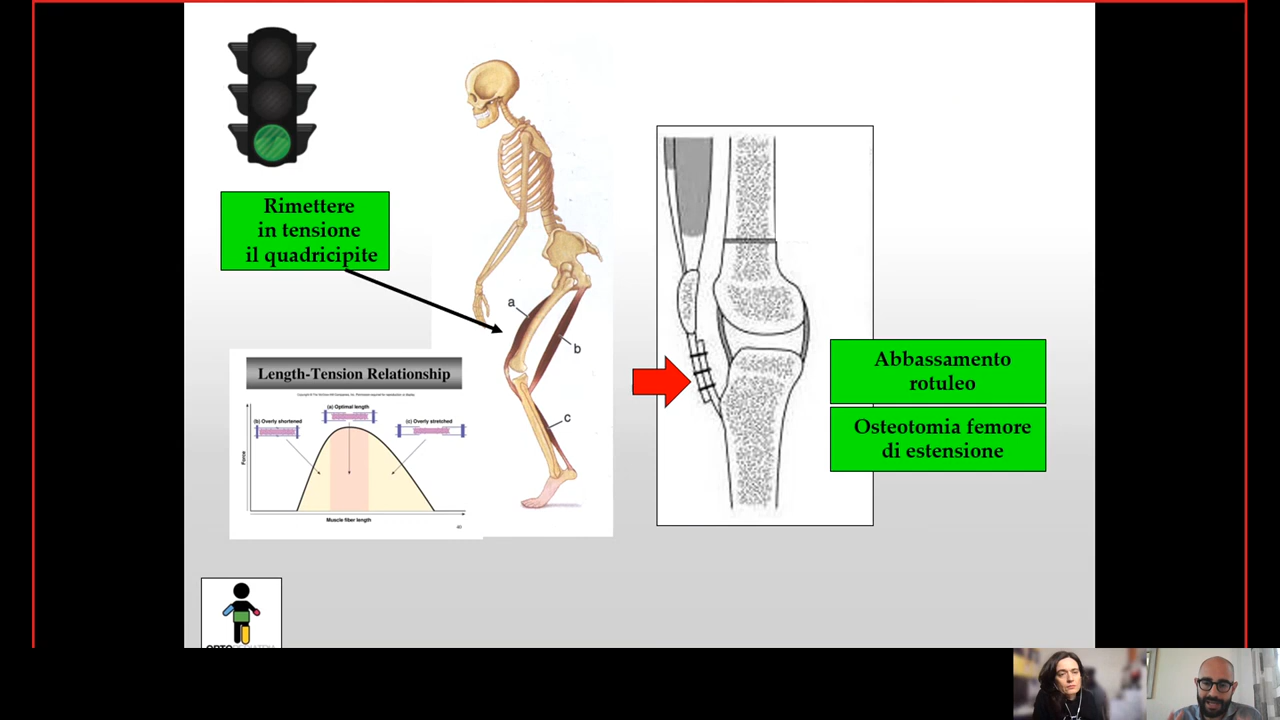 Rimettere
in tensione
il quadricipite
a
b
c
Length-Tension Relationship
(a) Optimal length
(b) Overly shortened
(c) Overly stretched
Force
Muscle fiber length
40
Abbassamento
rotuleo
Osteotomia femore
di estensione